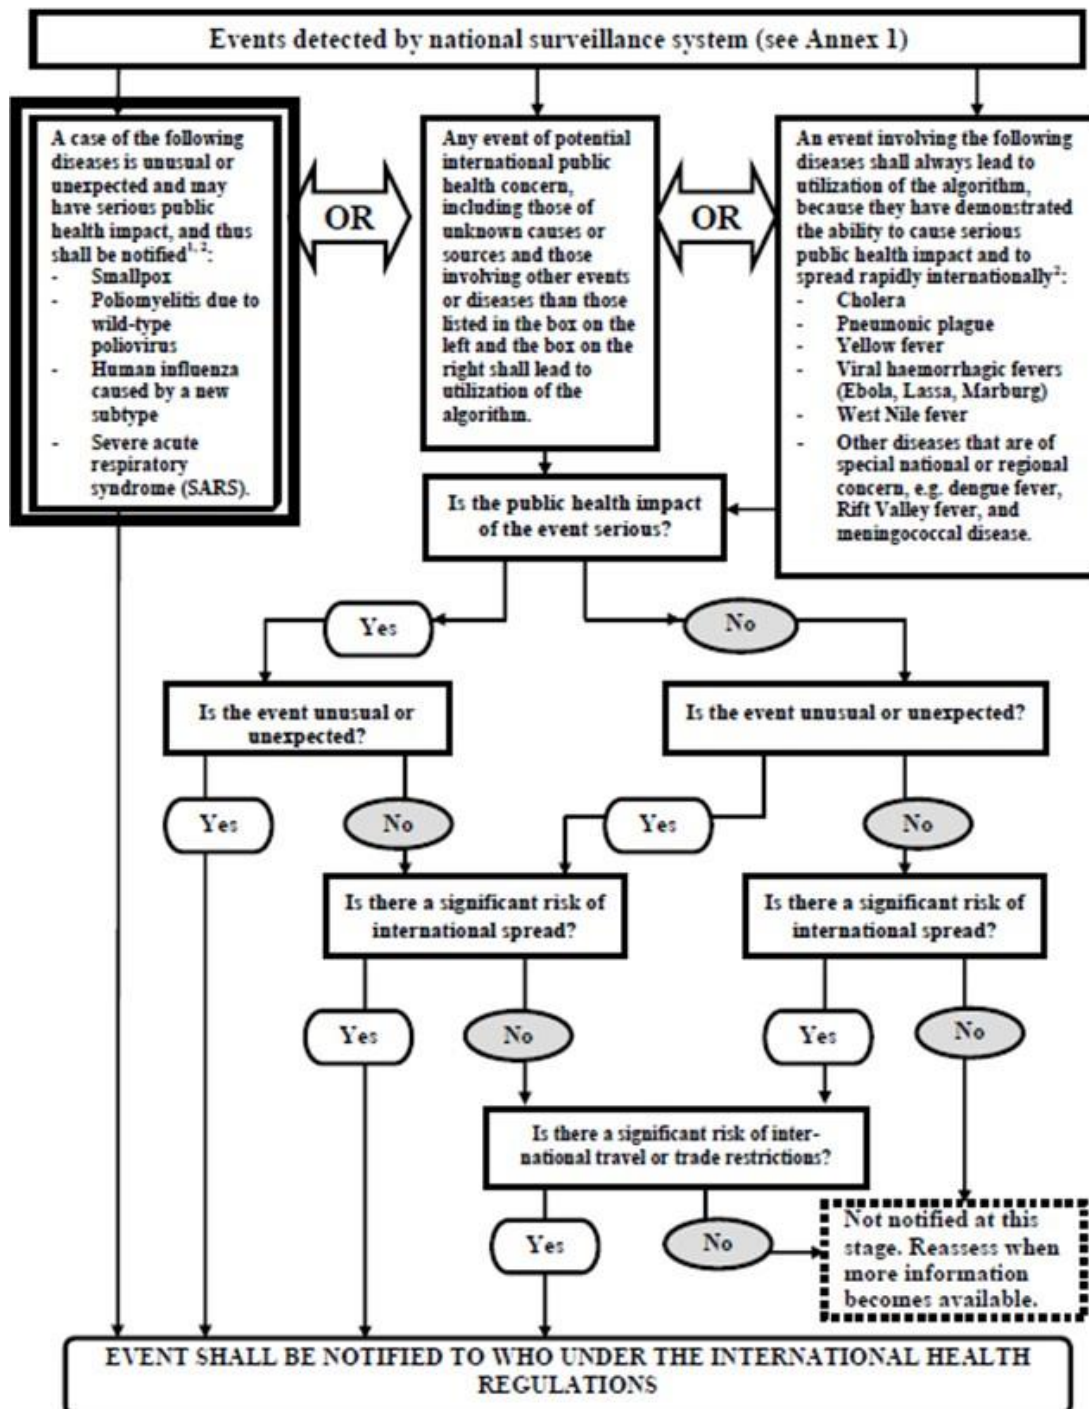 Events detected by national surveillance system (see Annex 1)
A case of the following
diseases is unusual or
unexpected and may
have serious public
health impact, and thus
shall be notified1, 2:
- Smallpox
- Poliomyelitis due to
wild-type
poliovirus
- Human influenza
caused by a new
subtype
- Severe acute
respiratory
syndrome (SARS).
OR
Any event of potential
international public
health concern,
including those of
unknown causes or
sources and those
involving other events
or diseases than those
listed in the box on the
left and the box on the
right shall lead to
utilization of the
algorithm.
OR
An event involving the following
diseases shall always lead to
utilization of the algorithm,
because they have demonstrated
the ability to cause serious
public health impact and to
spread rapidly internationally2:
- Cholera
- Pneumonic plague
- Yellow fever
- Viral haemorrhagic fevers
(Ebola, Lassa, Marburg)
- West Nile fever
- Other diseases that are of
special national or regional
concern, e.g. dengue fever,
Rift Valley fever, and
meningococcal disease.
Is the public health impact
of the event serious?
Yes
No
Is the event unusual or
unexpected?
Is the event unusual or unexpected?
Yes
No
Yes
No
Is there a significant risk of
international spread?
Is there a significant risk of
international spread?
Yes
No
Yes
No
Is there a significant risk of inter-
national travel or trade restrictions?
Yes
No
Not notified at this
stage. Reassess when
more information
becomes available.
EVENT SHALL BE NOTIFIED TO WHO UNDER THE INTERNATIONAL HEALTH
REGULATIONS